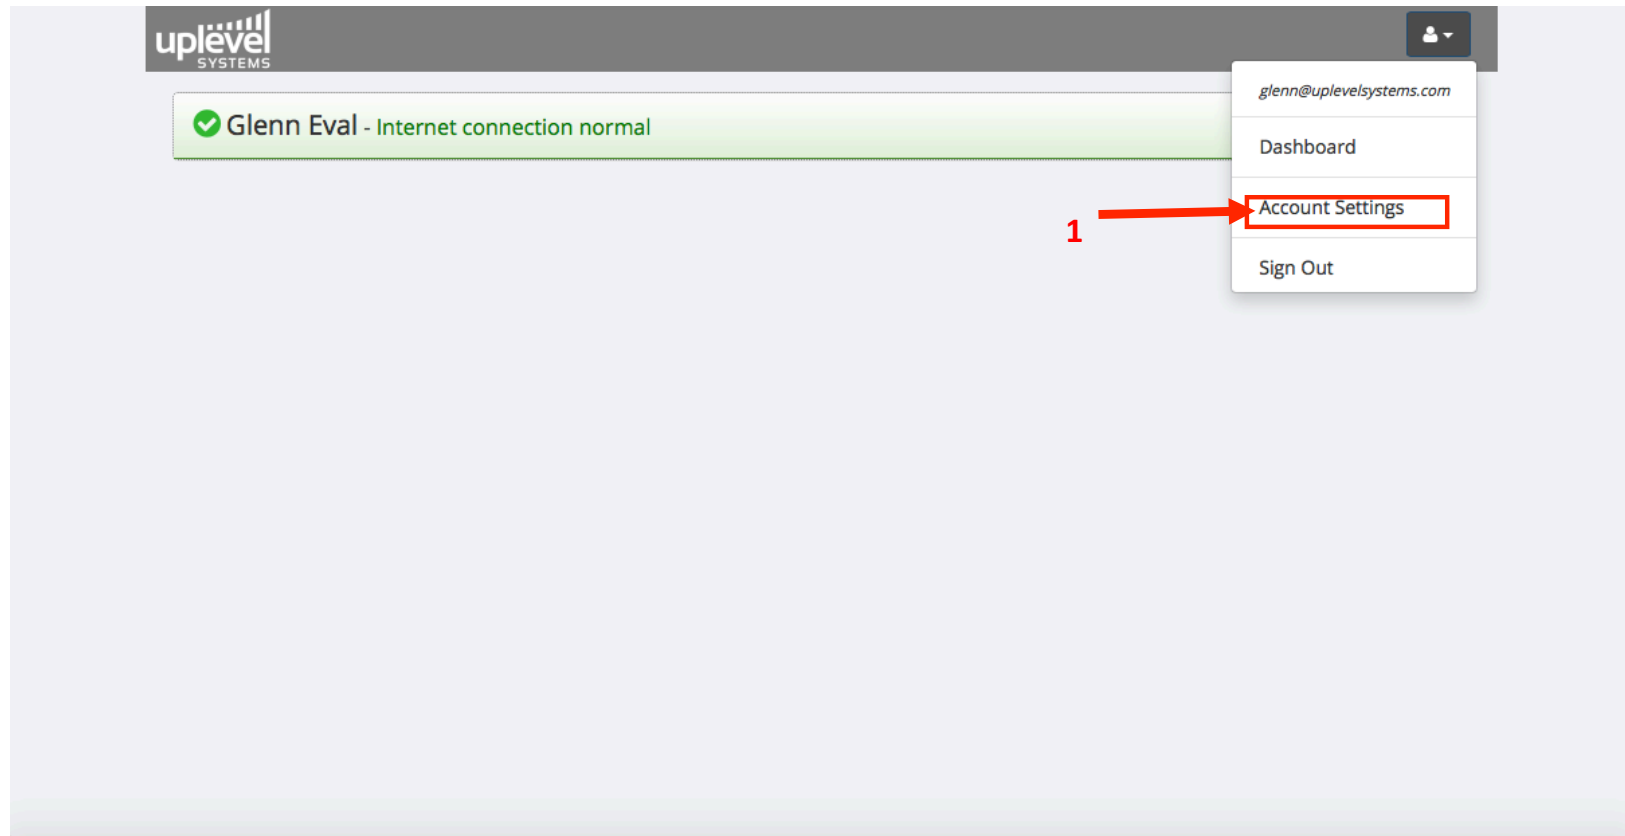 uplevel
SYSTEMS
glenn@uplevelsystems.com
Glenn Eval - Internet connection normal
Dashboard
Account Settings
1
Sign Out